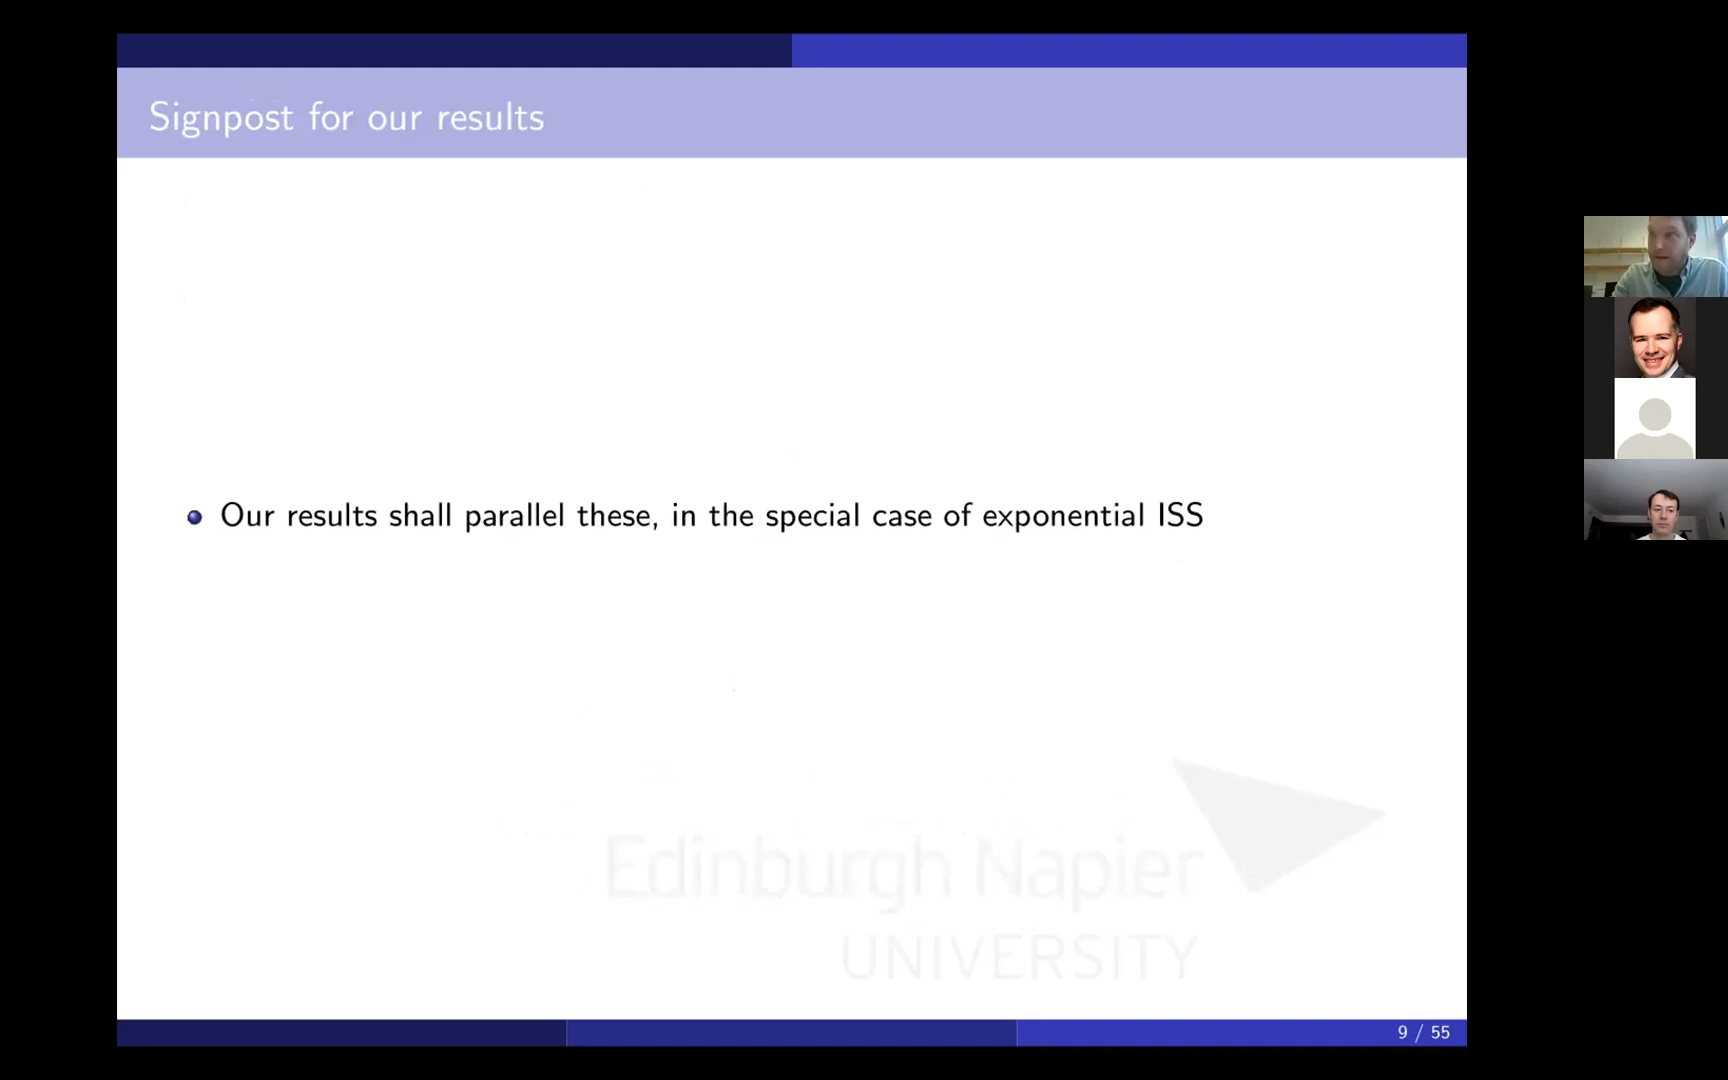 Signpost for our results
Our results shall parallel these, in the special case of exponential ISS
Edinburgh Napier
UNIVERSITY
9 / 55